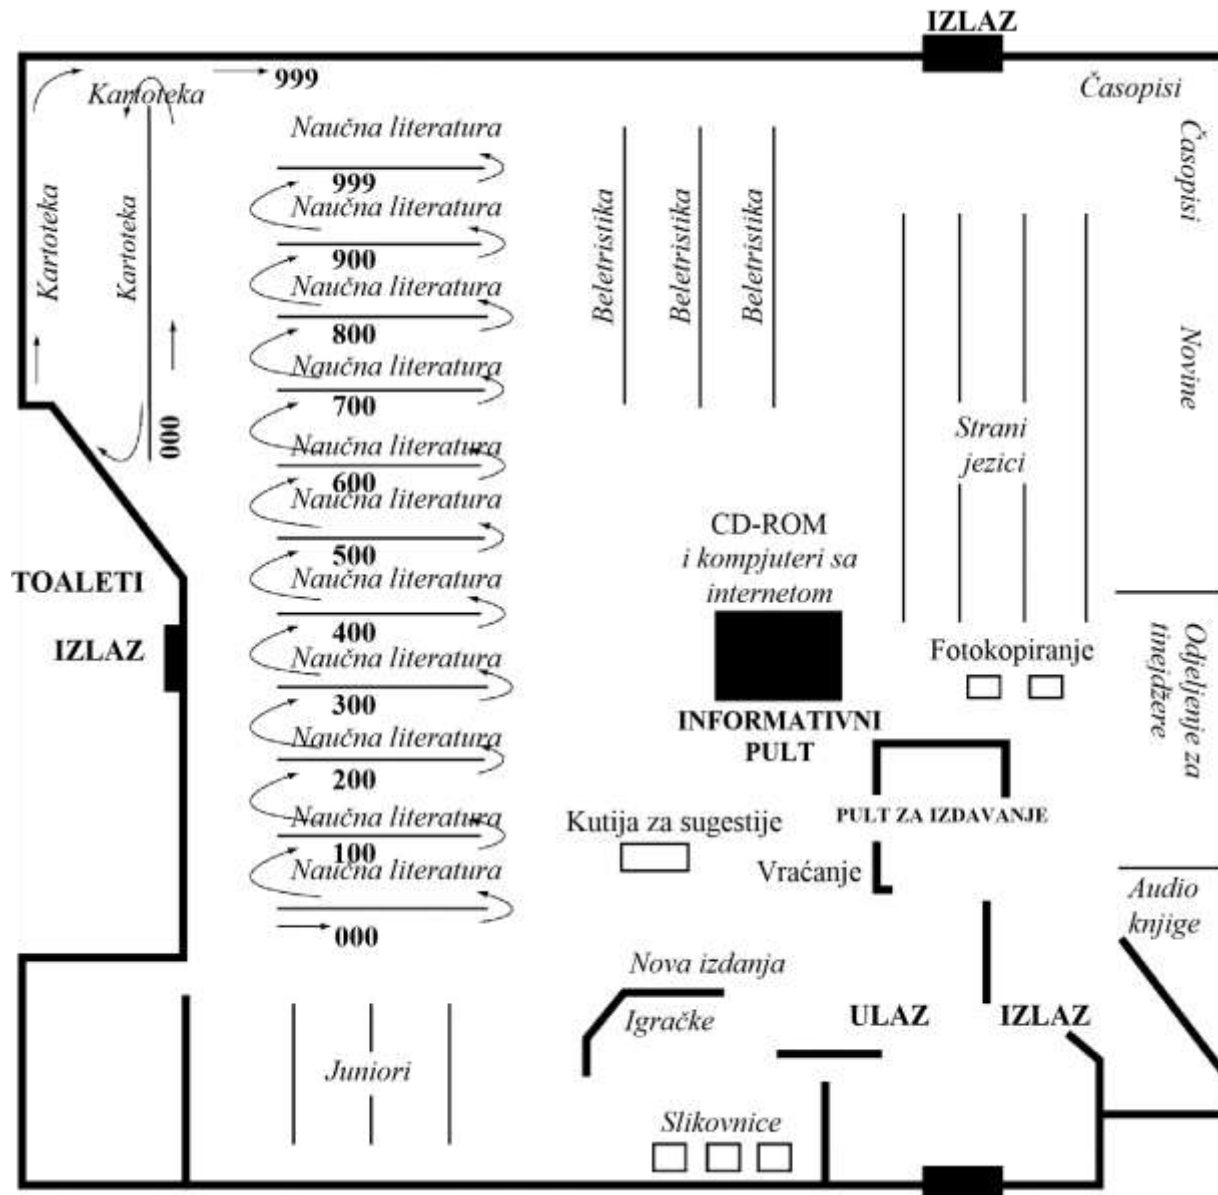 IZLAZ
999
Kartoteka
Časopisi
Naučna literatura
Časopisi
999
Naučna literatura
Kartoteka
Kartoteka
Beletristika
Beletristika
Beletristika
900
Naučna literatura
800
Novine
Naučna literatura
700
000
Naučna literatura
Strani
jezici
600
Naučna literatura
CD-ROM
i kompjuteri sa
internetom
500
Naučna literatura
TOALETI
400
IZLAZ
Naučna literatura
Fotokopiranje
Odjeljenje za
tinejdžere
300
INFORMATIVNI
PULT
Naučna literatura
200
Naučna literatura
Kutija za sugestije
PULT ZA IZDAVANJE
100
Naučna literatura
Vraćanje
Audio
knjige
000
Nova izdanja
Igračke
ULAZ
IZLAZ
Juniori
Slikovnice